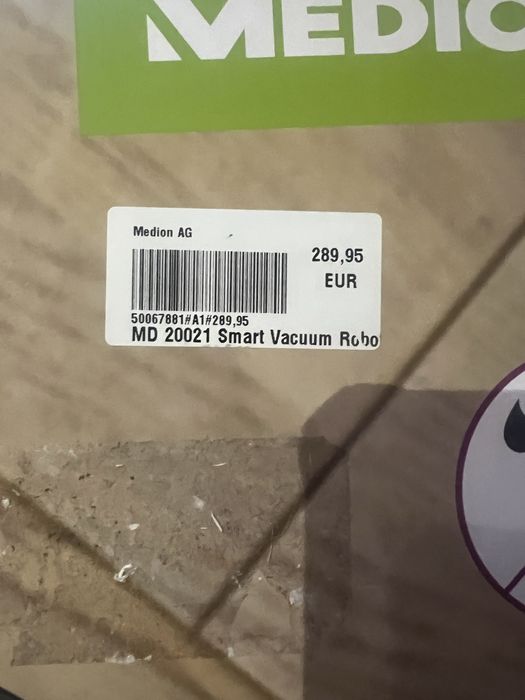 MEDIO
Medion AG
289,95
EUR
50067881#A1#289,95
MD 20021 Smart Vacuum Robo